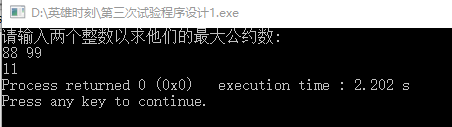 D:\英雄时刻\第三次试验程序设计1.exe
请输入两个整数以求他们的最大公约数:
88 99
11
Process returned 0 (0x0)   execution time : 2.202 s
Press any key to continue.